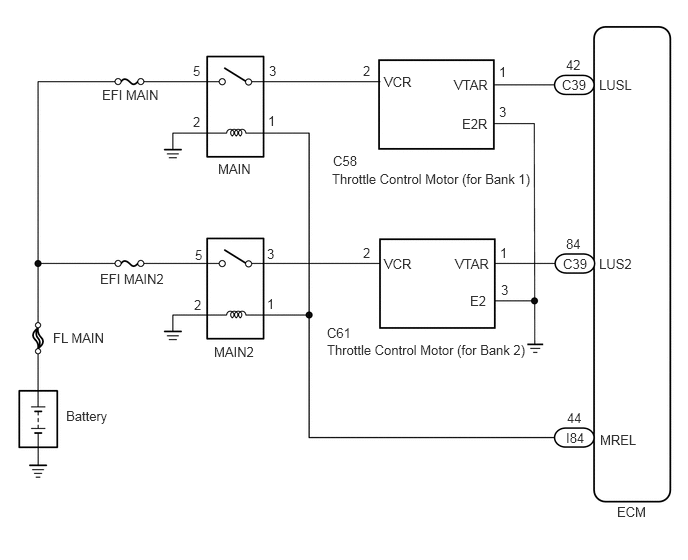 5
3
2
VCR
VTAR
1
42
C39
LUSL
EFI MAIN
2
1
E2R
3
MAIN
C58
Throttle Control Motor (for Bank 1)
5
3
2
VCR
VTAR
1
84
C39
LUS2
EFI MAIN2
2
1
E2
3
MAIN2
C61
Throttle Control Motor (for Bank 2)
FL MAIN
Battery
44
I84
MREL
ECM